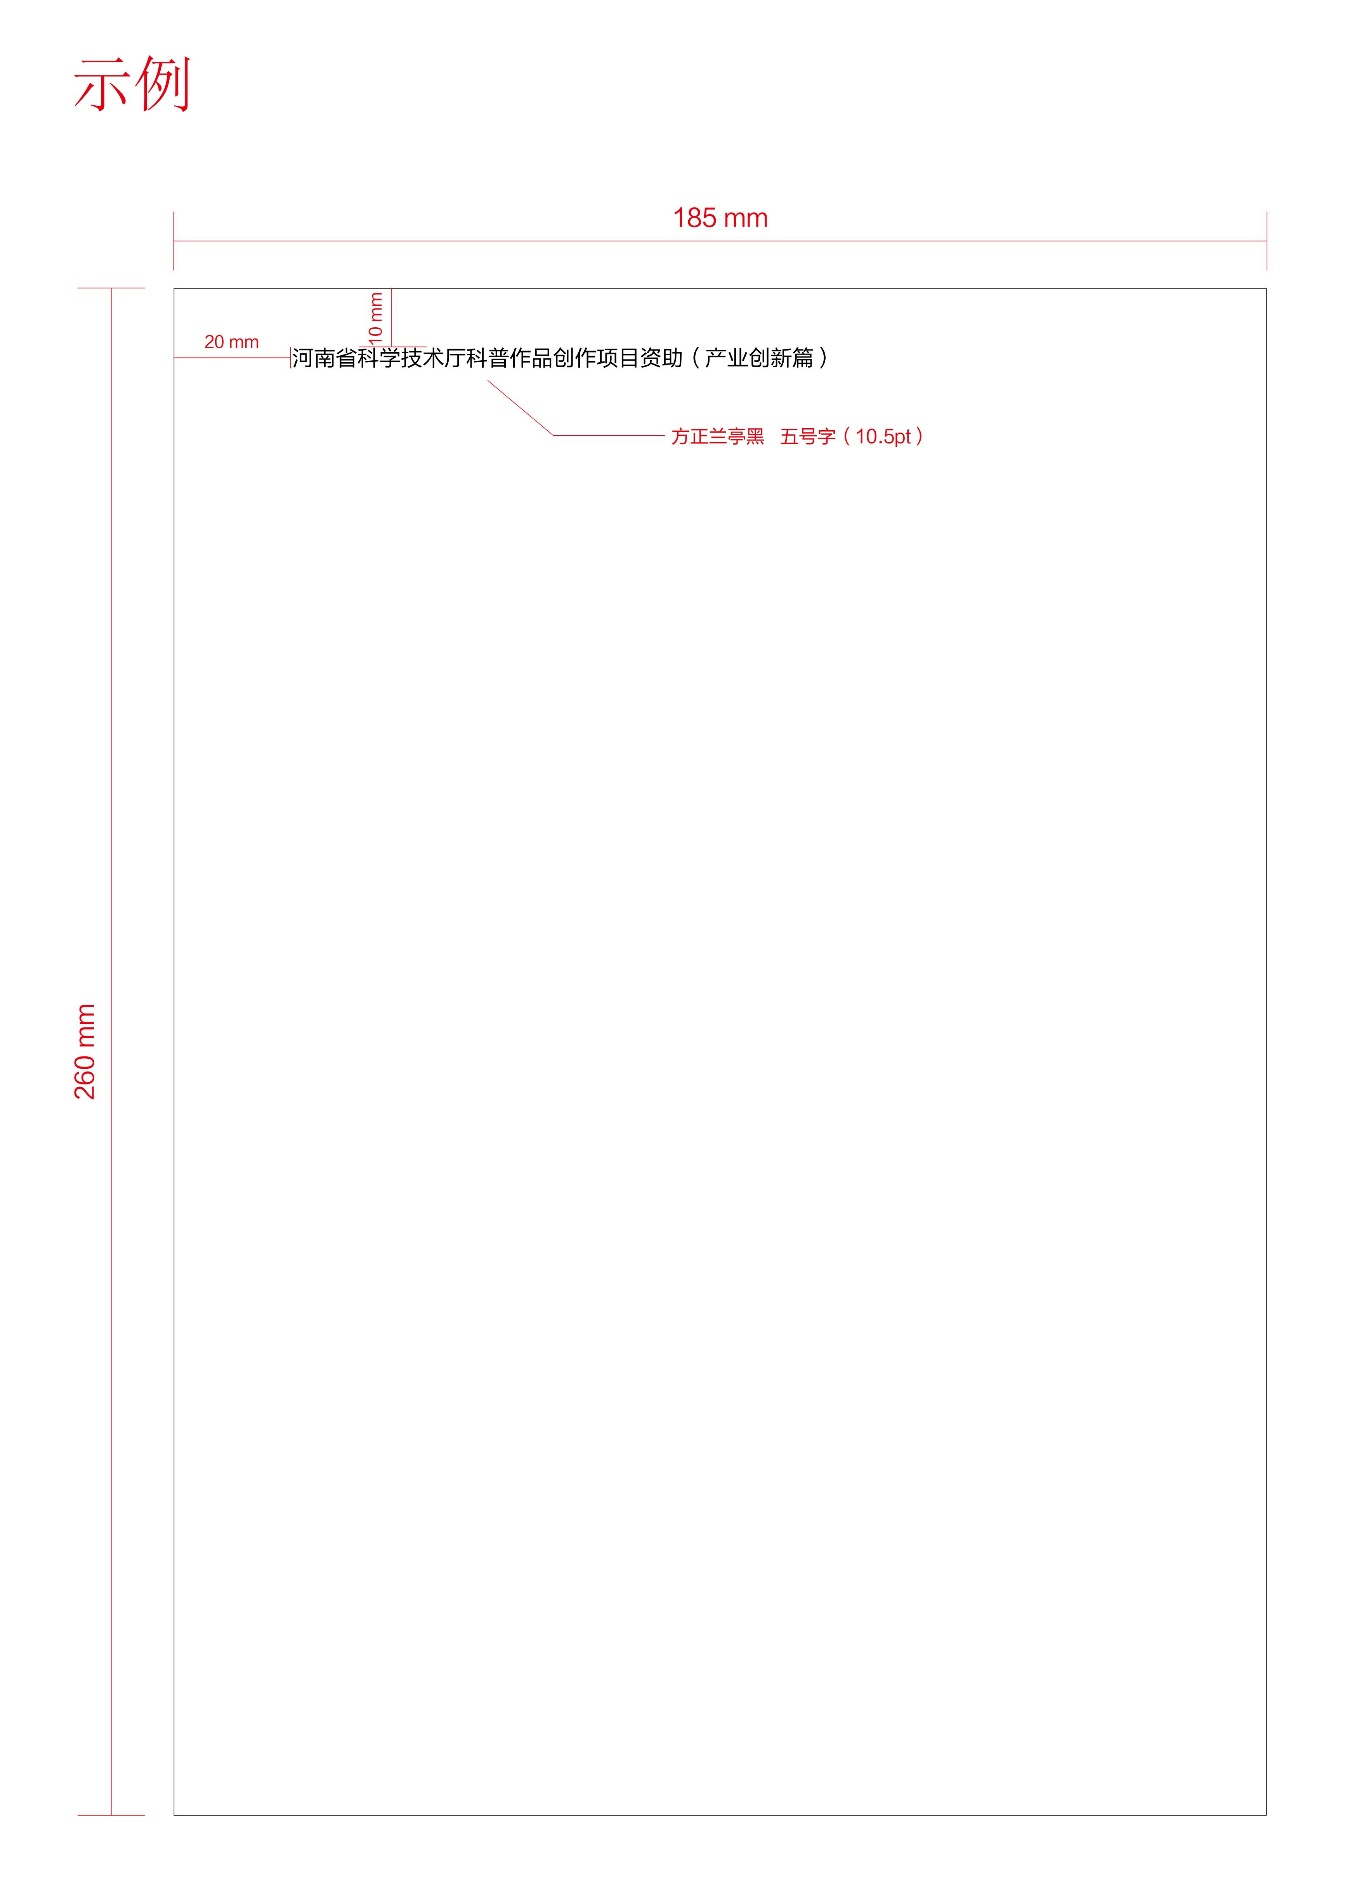 示例
185 mm
10 mm
20 mm
河南省科学技术厅科普作品创作项目资助（产业创新篇）
方正兰亭黑 五号字（10.5pt）
260 mm